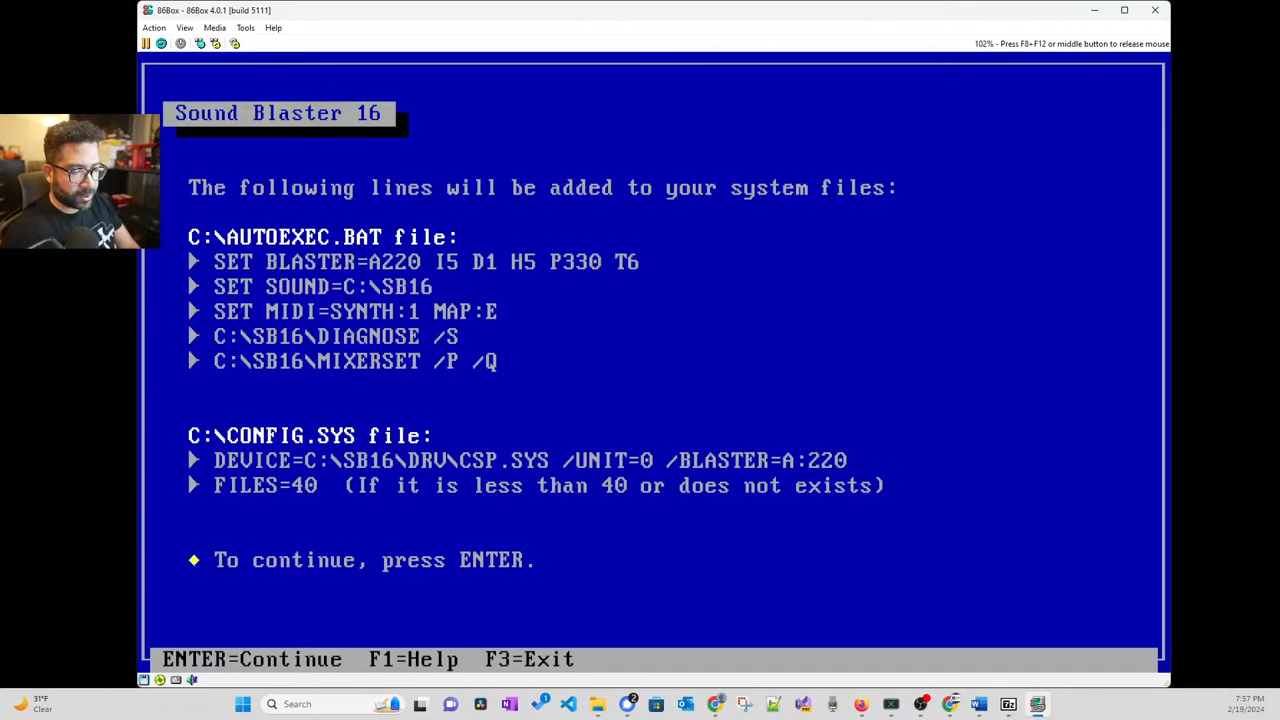 86Box - 86Box 4.0.1 [build 5111]
Action View Media Tools Help
102% - Press F8+F12 or middle button to release mouse
Sound Blaster 16
The following lines will be added to your system files:
C:\AUTOEXEC.BAT file:
SET BLASTER=A220 I5 D1 H5 P330 T6
SET SOUND=C:\SB16
SET MIDI=SYNTH:1 MAP:E
C:\SB16\DIAGNOSE /S
C:\SB16\MIXERSET /P /Q
C:\CONFIG.SYS file:
DEVICE=C:\SB16\DRV\CSP.SYS /UNIT=0 /BLASTER=A:220
FILES=40 (If it is less than 40 or does not exists)
To continue, press ENTER.
ENTER=Continue F1=Help F3=Exit
31°F
Clear
Search
1
2
7z
7:57 PM
2/19/2024